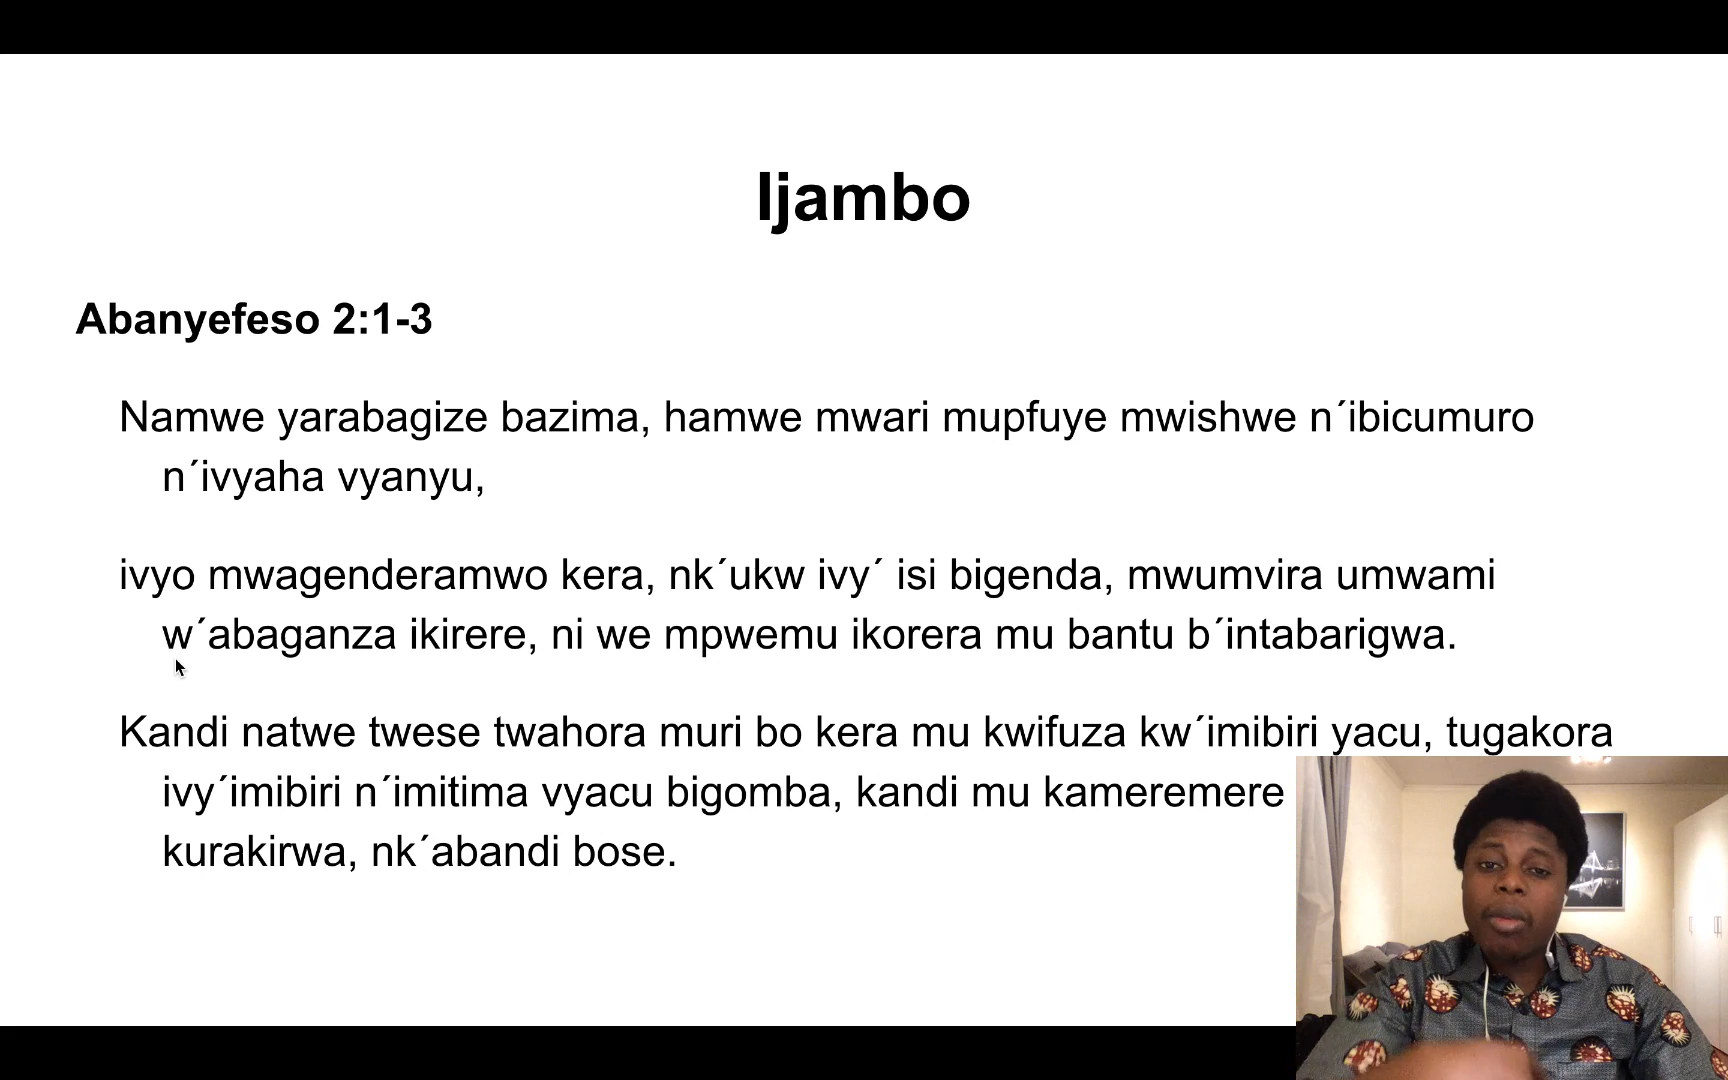 Ijambo
Abanyefeso 2:1-3
Namwe yarabagize bazima, hamwe mwari mupfuye mwishwe n´ibicumuro
n´ivyaha vyanyu,
ivyo mwagenderamwo kera, nk´ukw ivy´ isi bigenda, mwumvira umwami
w´abaganza ikirere, ni we mpwemu ikorera mu bantu b´intabarigwa.
Kandi natwe twese twahora muri bo kera mu kwifuza kw´imibiri yacu, tugakora
ivy´imibiri n´imitima vyacu bigomba, kandi mu kameremere
kurakirwa, nk´abandi bose.